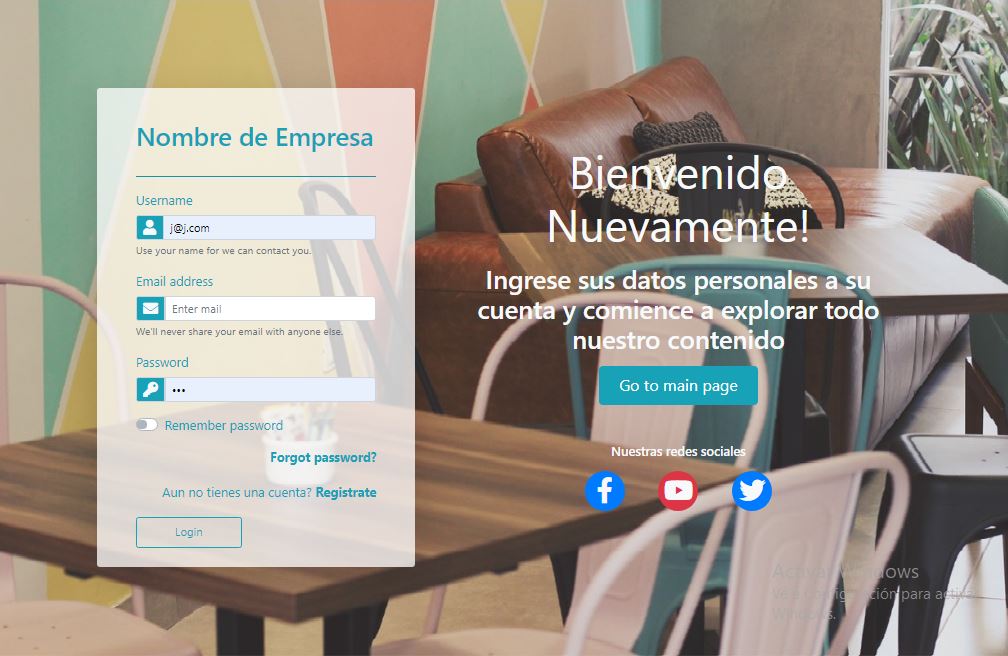 Nombre de Empresa
Username
j@j.com
Use your name for we can contact you.
Email address
Enter mail
We'll never share your email with anyone else.
Password
•••
Remember password
Forgot password?
Aun no tienes una cuenta? Registrate
Login
Bienvenido
Nuevamente!
Ingrese sus datos personales a su
cuenta y comience a explorar todo
nuestro contenido
Go to main page
Nuestras redes sociales
Activar Windows
Ve a Configuración para activar
Windows.